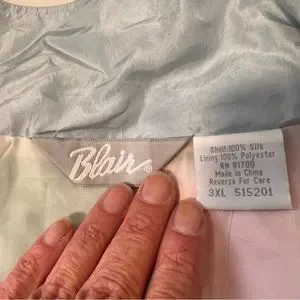 Blair®
Shell:100% Silk
Lining:100% Polyester
RN 81700
Made in China
Reverse For Care
3XL 515201